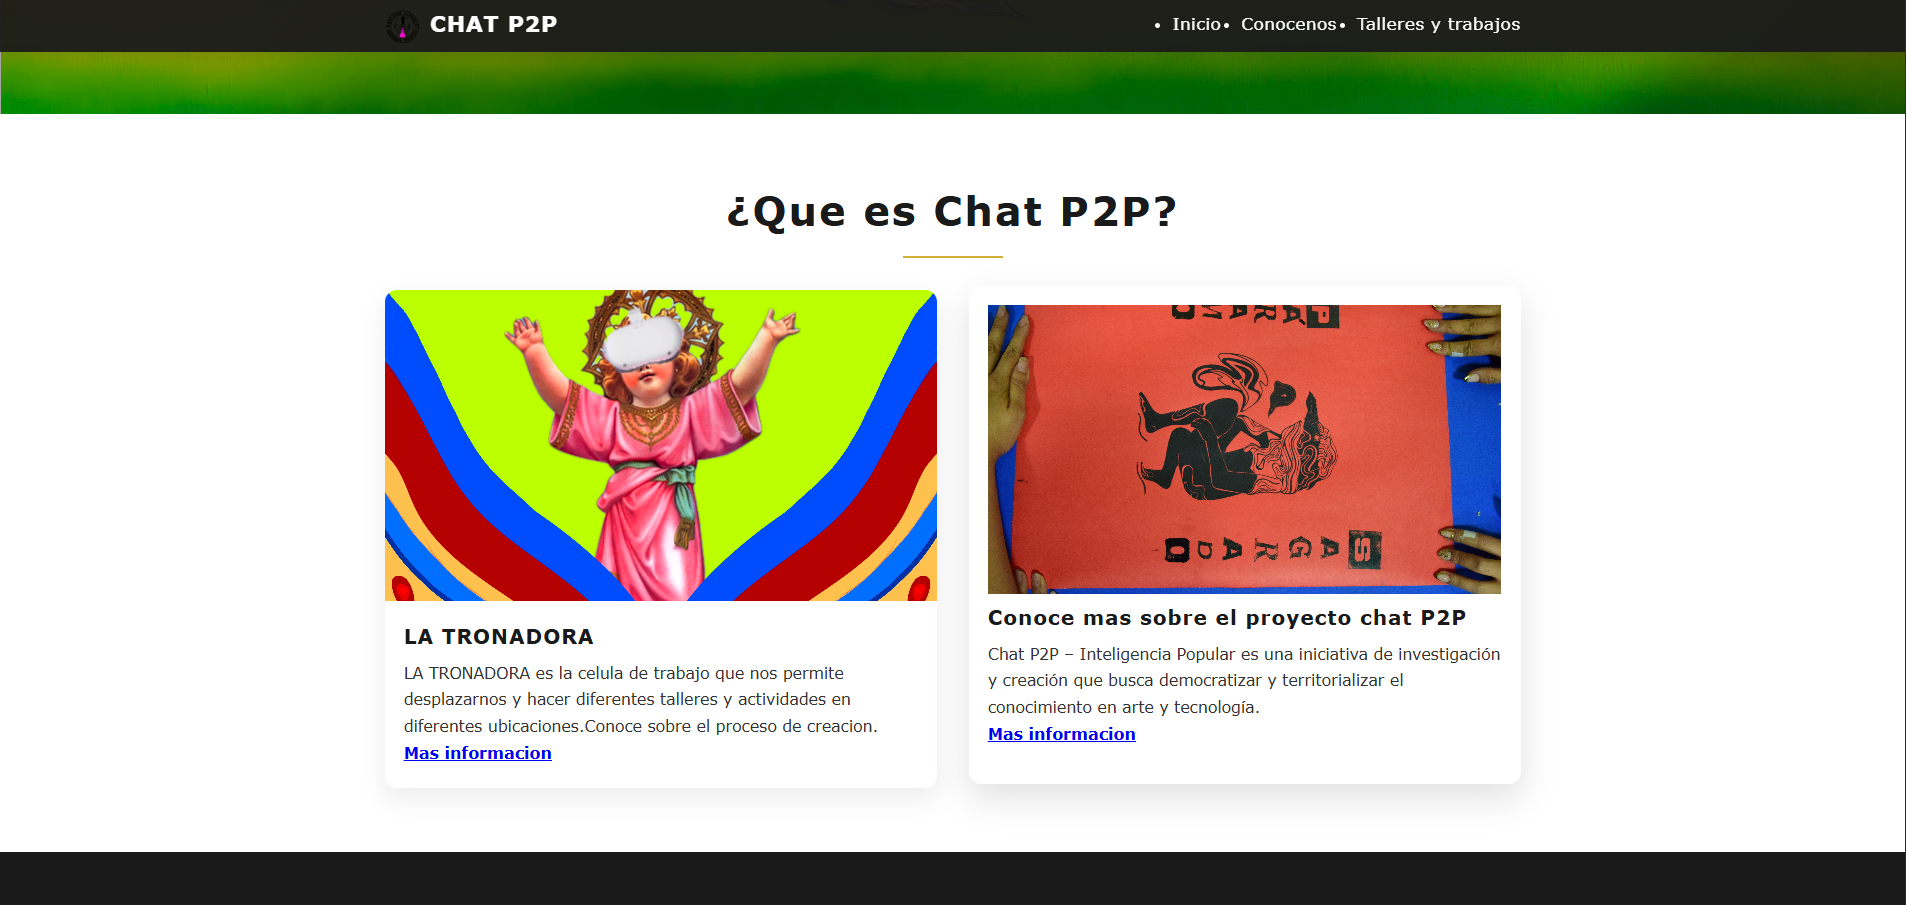 CHAT P2P
Inicio
Conocenos
Talleres y trabajos
¿Que es Chat P2P?
LA TRONADORA
LA TRONADORA es la celula de trabajo que nos permite
desplazarnos y hacer diferentes talleres y actividades en
diferentes ubicaciones.Conoce sobre el proceso de creacion.
Mas informacion
PÁRAMO
SAGRADO
Conoce mas sobre el proyecto chat P2P
Chat P2P – Inteligencia Popular es una iniciativa de investigación
y creación que busca democratizar y territorializar el
conocimiento en arte y tecnología.
Mas informacion